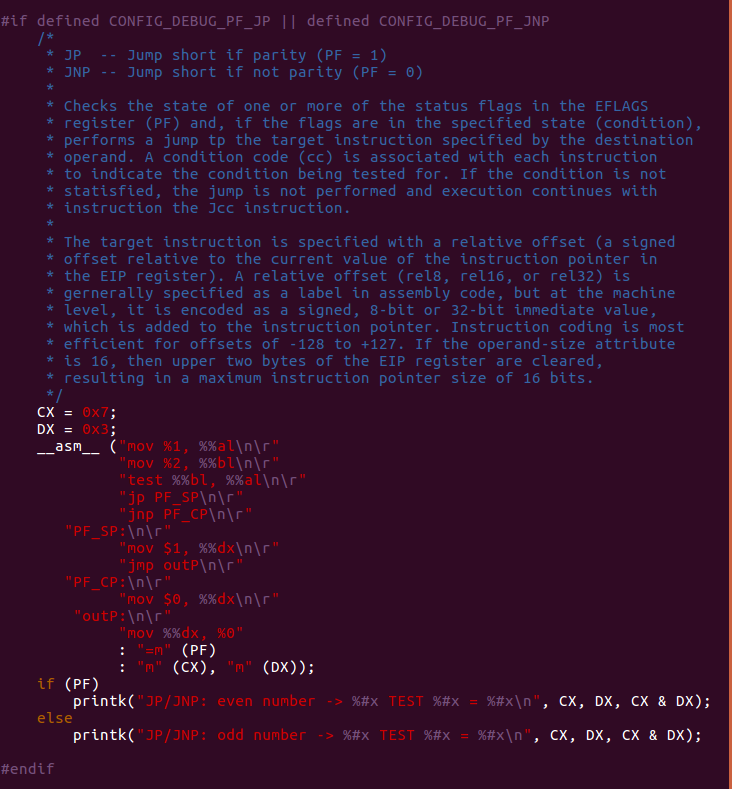 #if defined CONFIG_DEBUG_PF_JP || defined CONFIG_DEBUG_PF_JNP
    /*
     * JP  -- Jump short if parity (PF = 1)
     * JNP -- Jump short if not parity (PF = 0)
     *
     * Checks the state of one or more of the status flags in the EFLAGS
     * register (PF) and, if the flags are in the specified state (condition),
     * performs a jump tp the target instruction specified by the destination
     * operand. A condition code (cc) is associated with each instruction
     * to indicate the condition being tested for. If the condition is not
     * statisfied, the jump is not performed and execution continues with
     * instruction the Jcc instruction.
     *
     * The target instruction is specified with a relative offset (a signed
     * offset relative to the current value of the instruction pointer in
     * the EIP register). A relative offset (rel8, rel16, or rel32) is
     * gernerally specified as a label in assembly code, but at the machine
     * level, it is encoded as a signed, 8-bit or 32-bit immediate value,
     * which is added to the instruction pointer. Instruction coding is most
     * efficient for offsets of -128 to +127. If the operand-size attribute
     * is 16, then upper two bytes of the EIP register are cleared,
     * resulting in a maximum instruction pointer size of 16 bits.
     */
    CX = 0x7;
    DX = 0x3;
    __asm__ ("mov %1, %%al\n\r"
             "mov %2, %%bl\n\r"
             "test %%bl, %%al\n\r"
             "jp PF_SP\n\r"
             "jnp PF_CP\n\r"
       "PF_SP:\n\r"
             "mov $1, %%dx\n\r"
             "jmp outP\n\r"
       "PF_CP:\n\r"
             "mov $0, %%dx\n\r"
        "outP:\n\r"
             "mov %%dx, %0"
             : "=m" (PF)
             : "m" (CX), "m" (DX));
    if (PF)
        printk("JP/JNP: even number -> %#x TEST %#x = %#x\n", CX, DX, CX & DX);
    else
        printk("JP/JNP: odd number -> %#x TEST %#x = %#x\n", CX, DX, CX & DX);

#endif